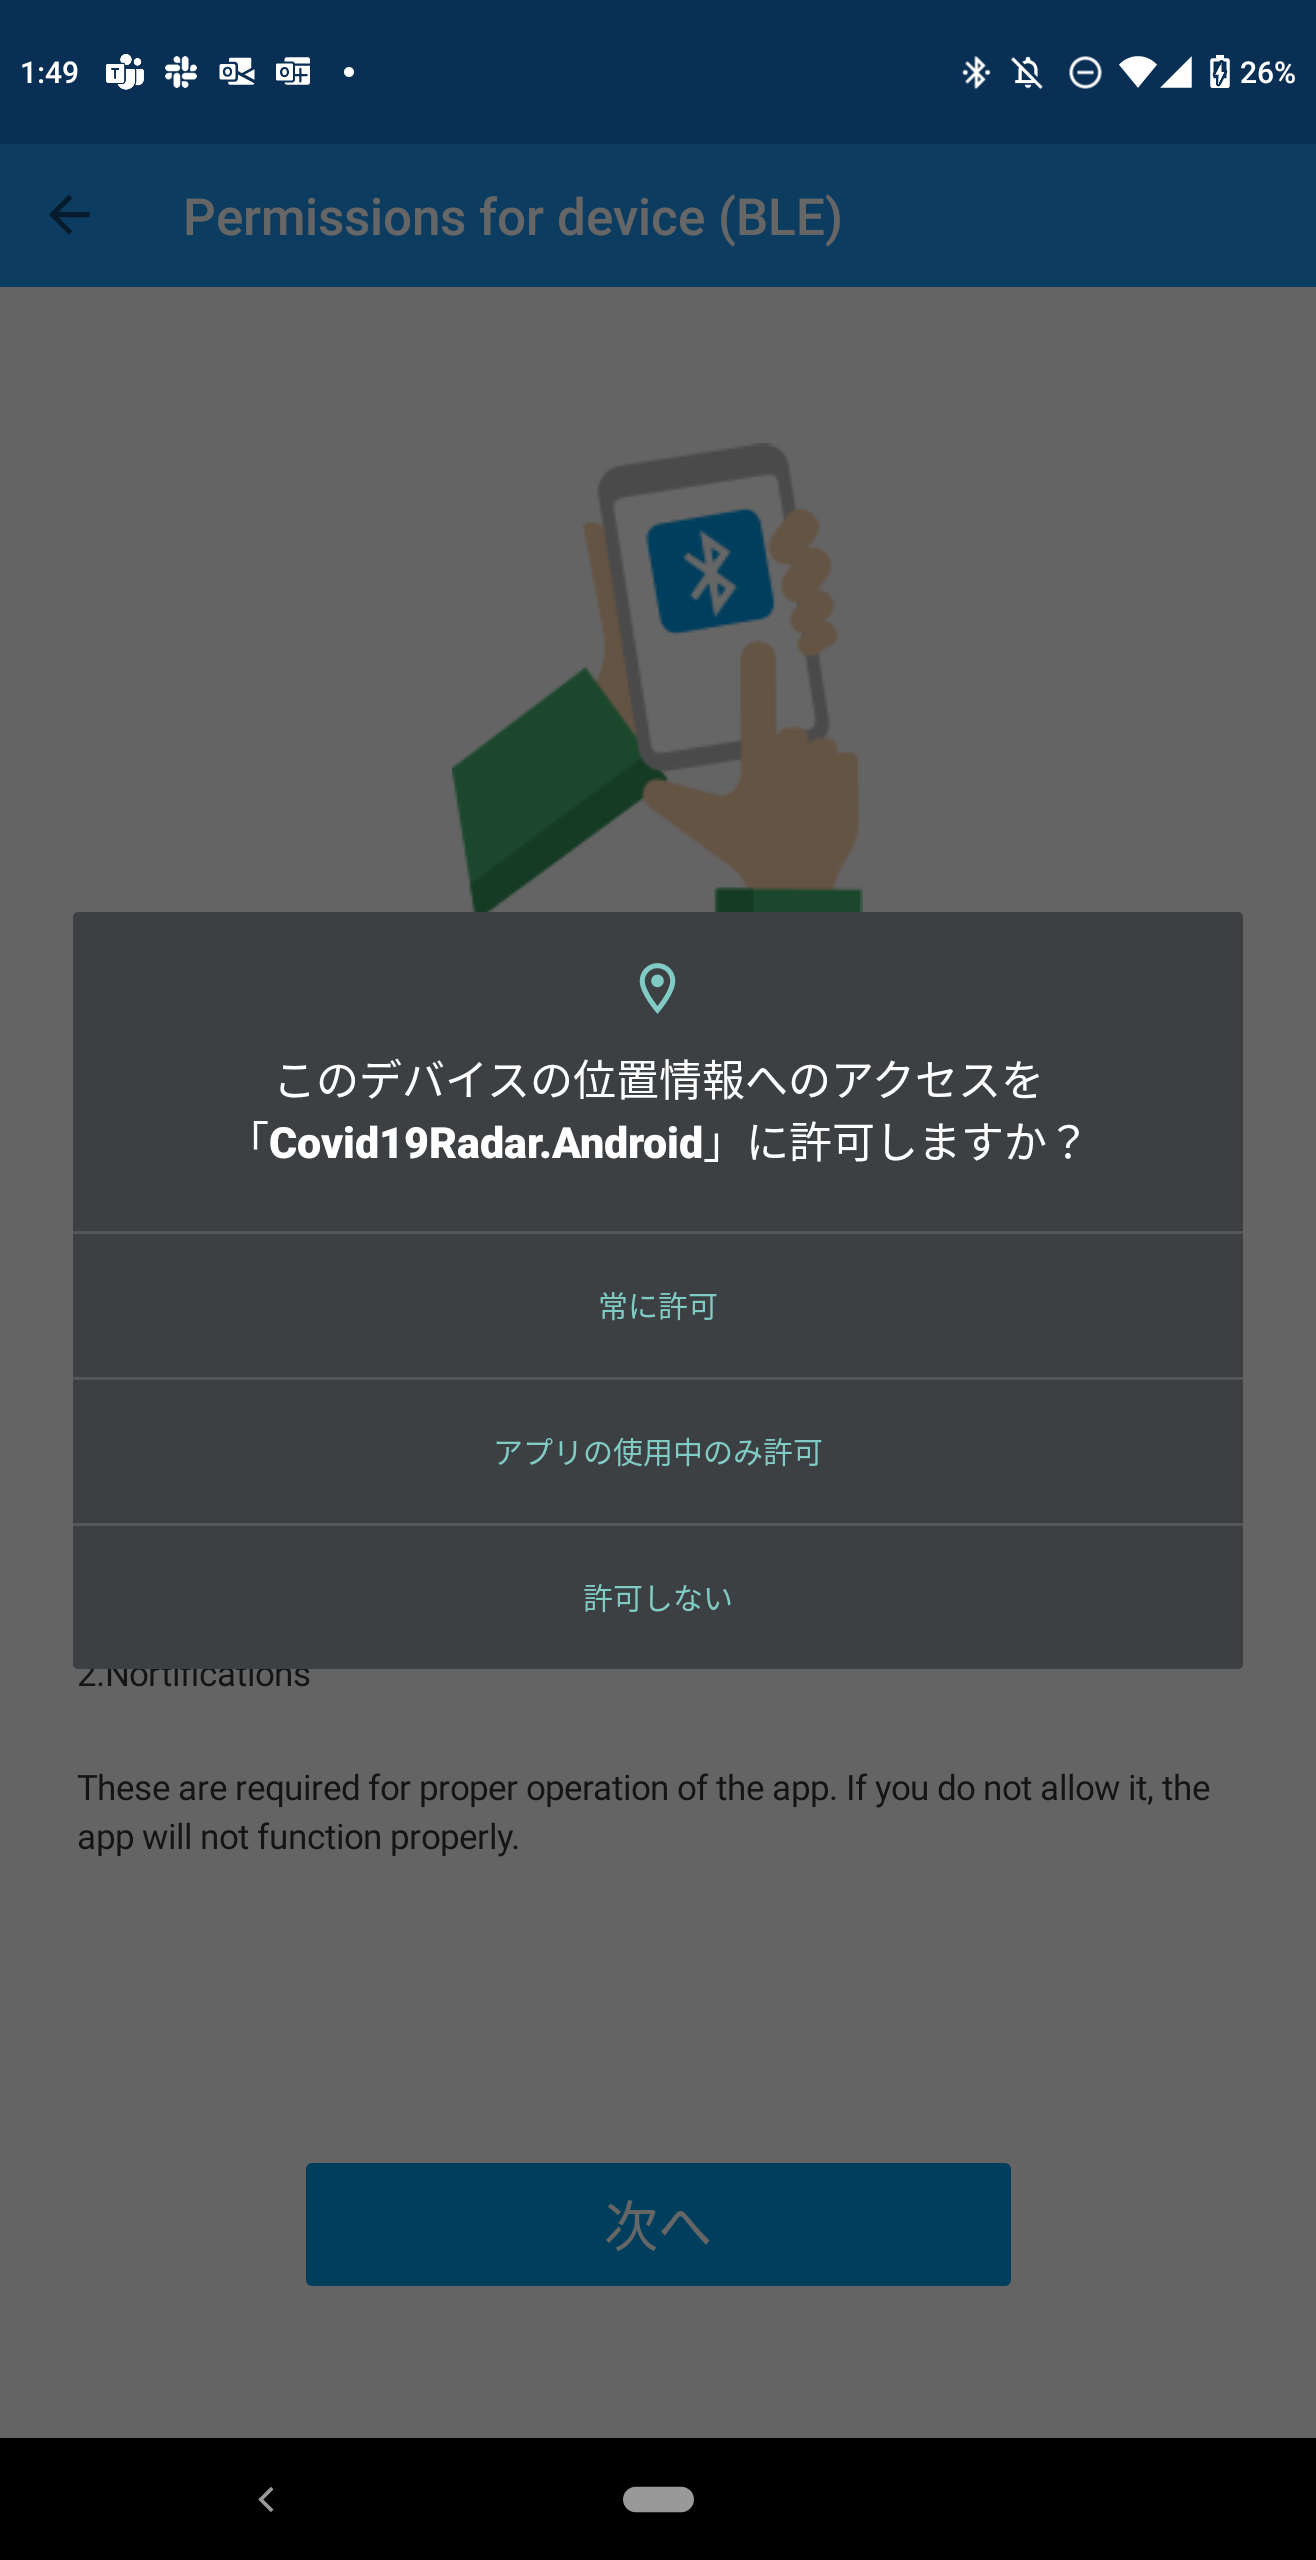 1:49
26%
Permissions for device (BLE)
このデバイスの位置情報へのアクセスを
「Covid19Radar.Android」に許可しますか？
常に許可
アプリの使用中のみ許可
許可しない
2.Nortifications
These are required for proper operation of the app. If you do not allow it, the
app will not function properly.
次へ